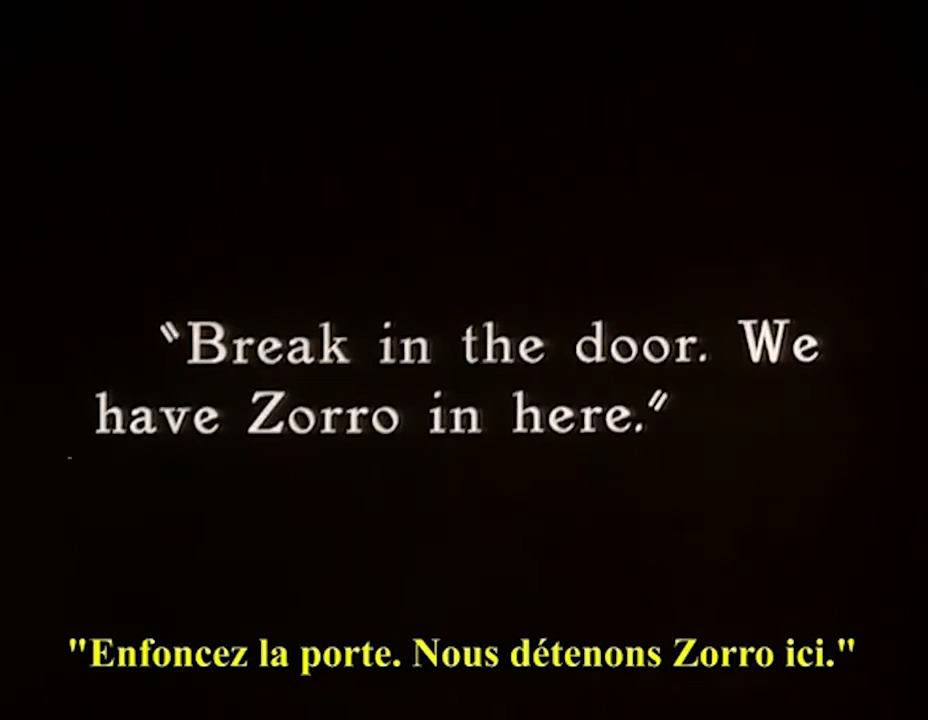 "Break in the door. We
have Zorro in here."
"Enfoncez la porte. Nous détenons Zorro ici."